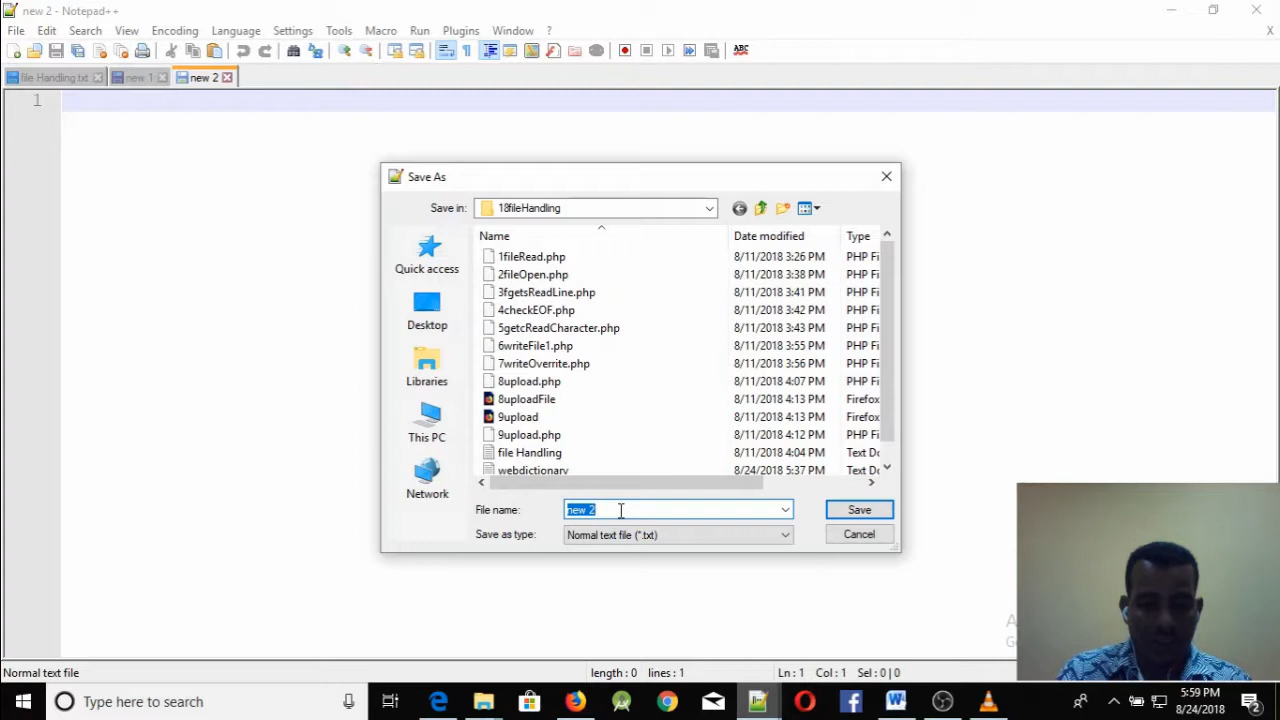 new 2 - Notepad++
File Edit Search View Encoding Language Settings Tools Macro Run Plugins Window ? X
ABC
file Handling.txt new 1 new 2
1
Save As
Save in: 18fileHandling
Name Date modified Type
Quick access
Desktop
Libraries
This PC
Network
1fileRead.php 8/11/2018 3:26 PM PHP Fi
2fileOpen.php 8/11/2018 3:38 PM PHP Fi
3fgetsReadLine.php 8/11/2018 3:41 PM PHP Fi
4checkEOF.php 8/11/2018 3:42 PM PHP Fi
5getcReadCharacter.php 8/11/2018 3:43 PM PHP Fi
6writeFile1.php 8/11/2018 3:55 PM PHP Fi
7writeOverrite.php 8/11/2018 3:56 PM PHP Fi
8upload.php 8/11/2018 4:07 PM PHP Fi
8uploadFile 8/11/2018 4:13 PM Firefox
9upload 8/11/2018 4:13 PM Firefox
9upload.php 8/11/2018 4:12 PM PHP Fi
file Handling 8/11/2018 4:04 PM Text Do
webdictionary 8/24/2018 5:37 PM Text Do
File name: new 2 Save
Save as type: Normal text file (*.txt) Cancel
Normal text file length : 0 lines : 1 Ln : 1 Col : 1 Sel : 0 | 0
Type here to search
5:59 PM
8/24/2018
2